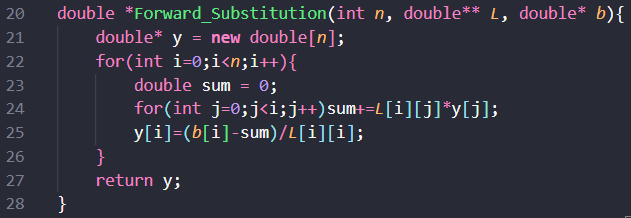 20 double *Forward_Substitution(int n, double** L, double* b){
21     double* y = new double[n];
22     for(int i=0;i<n;i++){
23         double sum = 0;
24         for(int j=0;j<i;j++)sum+=L[i][j]*y[j];
25         y[i]=(b[i]-sum)/L[i][i];
26     }
27     return y;
28 }